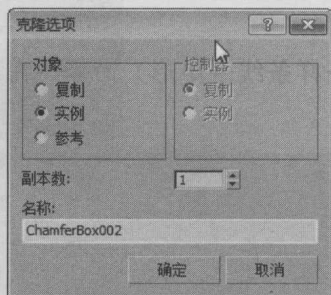 克隆选项
对象
复制
实例
参考
控制器
复制
实例
副本数: 1
名称:
ChamferBox002
确定 取消